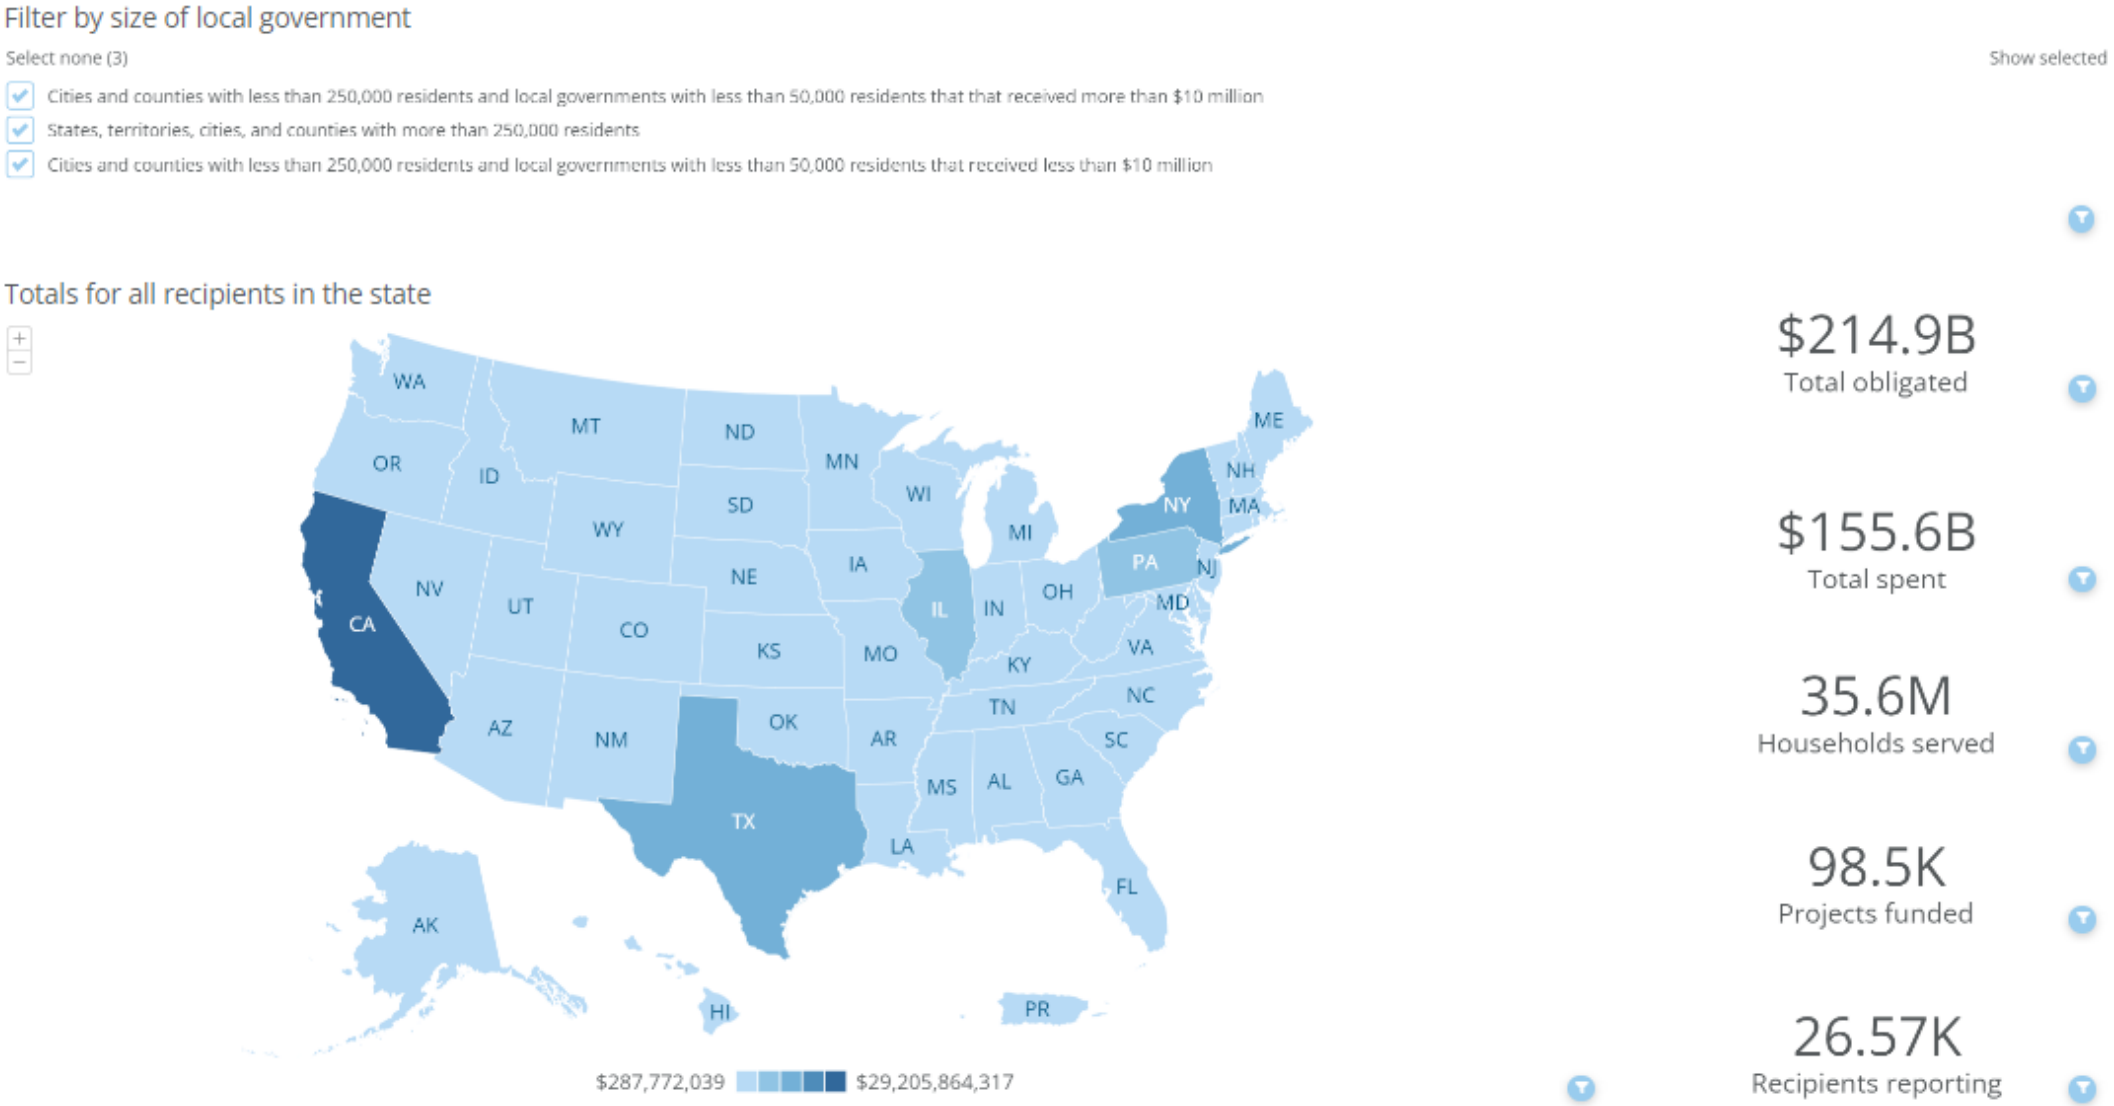 Filter by size of local government
Select none (3)
Show selected
Cities and counties with less than 250,000 residents and local governments with less than 50,000 residents that that received more than $10 million
States, territories, cities, and counties with more than 250,000 residents
Cities and counties with less than 250,000 residents and local governments with less than 50,000 residents that received less than $10 million
Totals for all recipients in the state
+
−
WA
MT
ND
MN
ME
OR
ID
SD
WI
NH
NY
MA
WY
MI
NV
UT
NE
IA
PA
NJ
CA
CO
IL
IN
OH
MD
KS
MO
KY
VA
AZ
NM
OK
AR
TN
NC
SC
TX
MS
AL
GA
LA
FL
AK
HI
PR
$287,772,039
$29,205,864,317
$214.9B
Total obligated
$155.6B
Total spent
35.6M
Households served
98.5K
Projects funded
26.57K
Recipients reporting